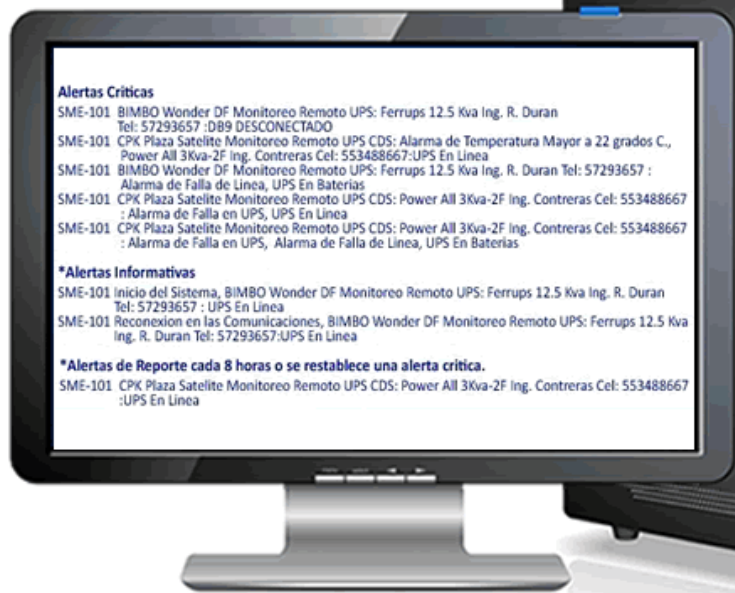 Alertas Criticas
SME-101 BIMBO Wonder DF Monitoreo Remoto UPS: Ferrups 12.5 Kva Ing. R. Duran
Tel: 57293657 :DB9 DESCONECTADO
SME-101 CPK Plaza Satelite Monitoreo Remoto UPS CDS: Alarma de Temperatura Mayor a 22 grados C.,
Power All 3Kva-2F Ing. Contreras Cel: 553488667:UPS En Linea
SME-101 BIMBO Wonder DF Monitoreo Remoto UPS: Ferrups 12.5 Kva Ing. R. Duran Tel: 57293657 :
Alarma de Falla de Linea, UPS En Baterias
SME-101 CPK Plaza Satelite Monitoreo Remoto UPS CDS: Power All 3Kva-2F Ing. Contreras Cel: 553488667
: Alarma de Falla en UPS, UPS En Linea
SME-101 CPK Plaza Satelite Monitoreo Remoto UPS CDS: Power All 3Kva-2F Ing. Contreras Cel: 553488667
: Alarma de Falla en UPS, Alarma de Falla de Linea, UPS En Baterias
*Alertas Informativas
SME-101 Inicio del Sistema, BIMBO Wonder DF Monitoreo Remoto UPS: Ferrups 12.5 Kva Ing. R. Duran
Tel: 57293657 : UPS En Linea
SME-101 Reconexion en las Comunicaciones, BIMBO Wonder DF Monitoreo Remoto UPS: Ferrups 12.5 Kva
Ing. R. Duran Tel: 57293657:UPS En Linea
*Alertas de Reporte cada 8 horas o se restablece una alerta critica.
SME-101 CPK Plaza Satelite Monitoreo Remoto UPS CDS: Power All 3Kva-2F Ing. Contreras Cel: 553488667
:UPS En Linea